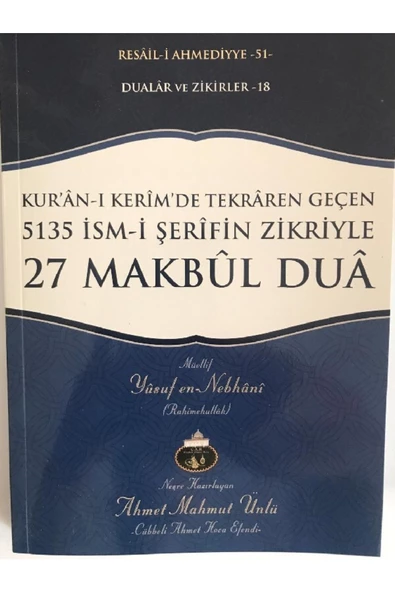 RESÂİL-İ AHMEDİYYE -51-
DUALÂR VE ZİKİRLER -18
KUR'ÂN-I KERÎM'DE TEKRÂREN GEÇEN
5135 İSM-İ ŞERÎFİN ZİKRİYLE
27 MAKBÛL DUÂ
Müellif
Yûsuf en-Nebhânî
(Rahimehullâh)
Neşre Hazırlayan
Ahmet Mahmut Ünlü
-Cübbeli Ahmet Hoca Efendi-